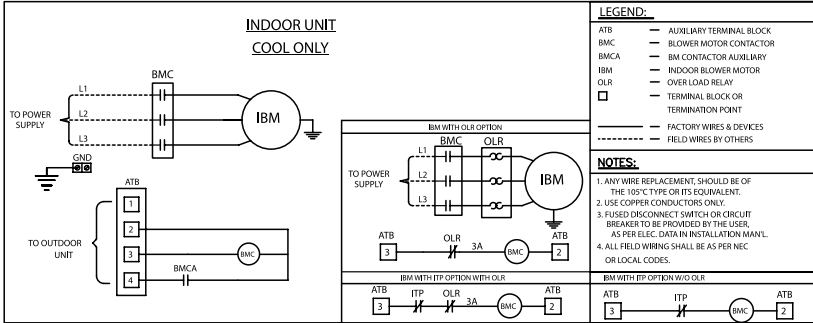 INDOOR UNIT
COOL ONLY
BMC
L1
L2
L3
TO POWER
SUPPLY
IBM
GND
ATB
1
2
3
4
TO OUTDOOR
UNIT
BMC
BMCA
IBM WITH OLR OPTION
BMC
OLR
L1
L2
L3
TO POWER
SUPPLY
IBM
ATB
3
OLR
3A
BMC
ATB
2
IBM WITH ITP OPTION WITH OLR
ATB
3
ITP
OLR
3A
BMC
ATB
2
LEGEND:
ATB — AUXILIARY TERMINAL BLOCK
BMC — BLOWER MOTOR CONTACTOR
BMCA — BM CONTACTOR AUXILIARY
IBM — INDOOR BLOWER MOTOR
OLR — OVER LOAD RELAY
— TERMINAL BLOCK OR
TERMINATION POINT
— FACTORY WIRES & DEVICES
— FIELD WIRES BY OTHERS
NOTES:
1. ANY WIRE REPLACEMENT, SHOULD BE OF
THE 105°C TYPE OR ITS EQUIVALENT.
2. USE COPPER CONDUCTORS ONLY.
3. FUSED DISCONNECT SWITCH OR CIRCUIT
BREAKER TO BE PROVIDED BY THE USER,
AS PER ELEC. DATA IN INSTALLATION MAN'L.
4. ALL FIELD WIRING SHALL BE AS PER NEC
OR LOCAL CODES.
IBM WITH ITP OPTION W/O OLR
ATB
3
ITP
BMC
ATB
2